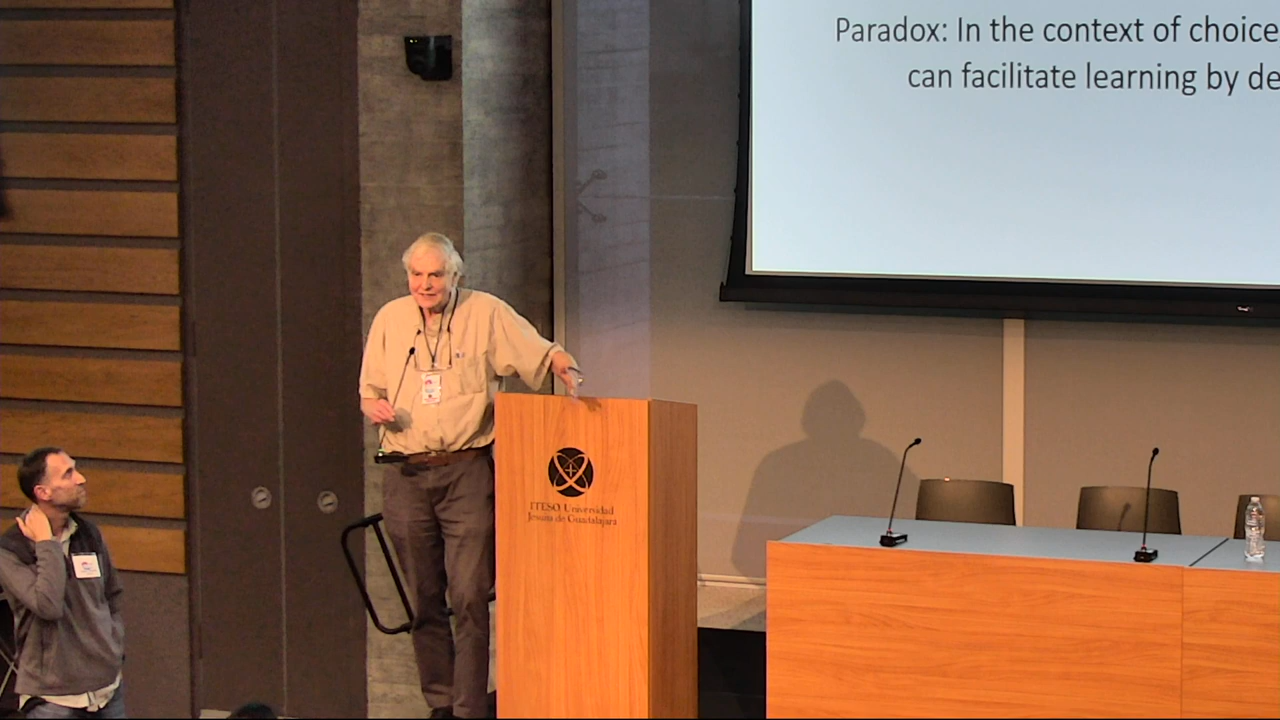 Paradox: In the context of choice
can facilitate learning by de
ITESO Universidad
Jesuita de Guadalajara